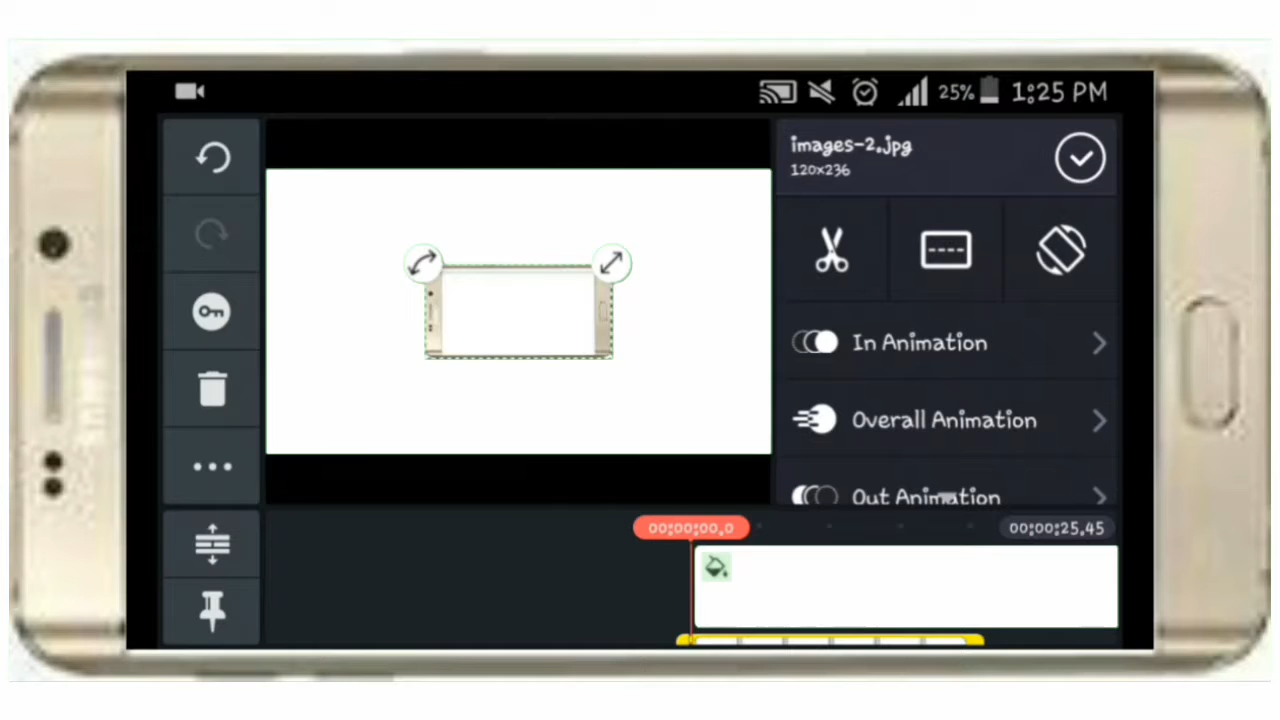 25% 1:25 PM
images-2.jpg
120x236
In Animation
Overall Animation
Out Animation
00:00:00.0
00:00:25.45